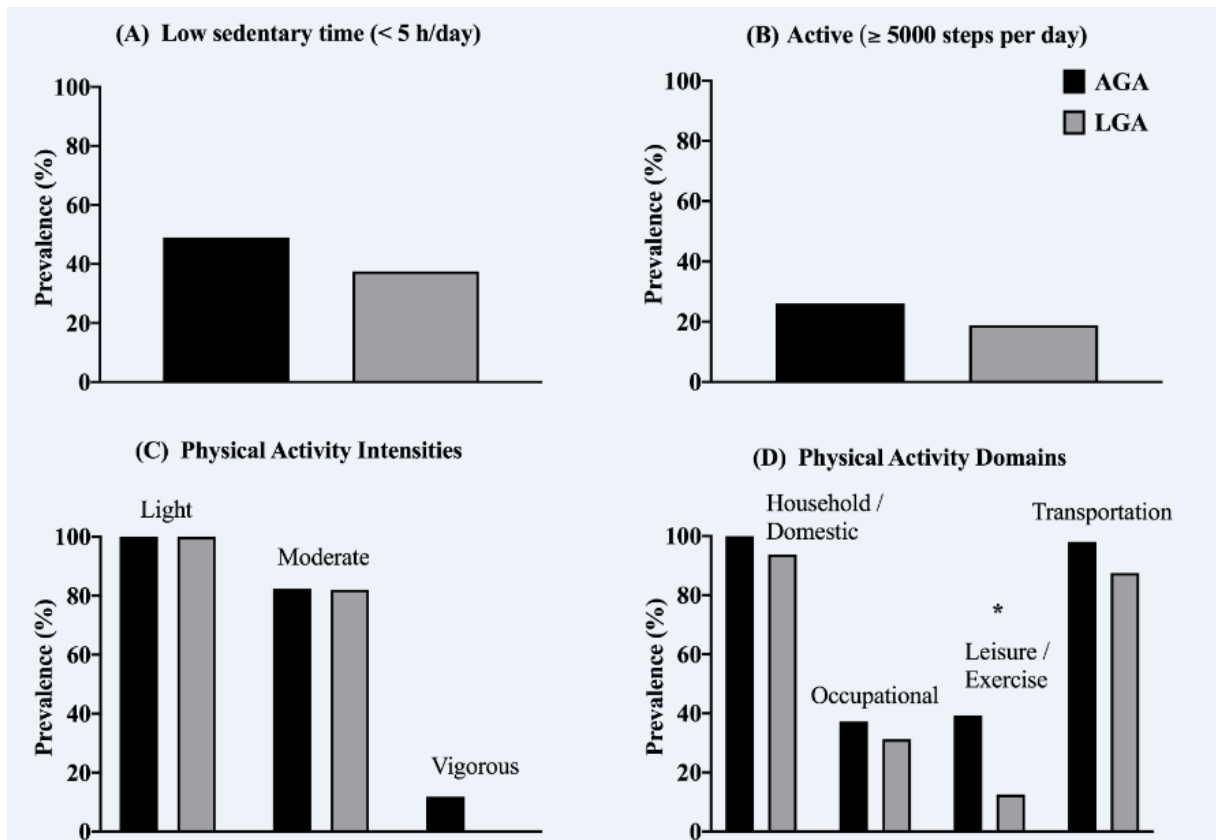 (A) Low sedentary time (< 5 h/day)
Prevalence (%)
100
80
60
40
20
0
(B) Active (≥ 5000 steps per day)
AGA
LGA
Prevalence (%)
100
80
60
40
20
0
(C) Physical Activity Intensities
Prevalence (%)
100
80
60
40
20
0
Light
Moderate
Vigorous
(D) Physical Activity Domains
Prevalence (%)
100
80
60
40
20
0
Household /
Domestic
Occupational
*
Leisure /
Exercise
Transportation